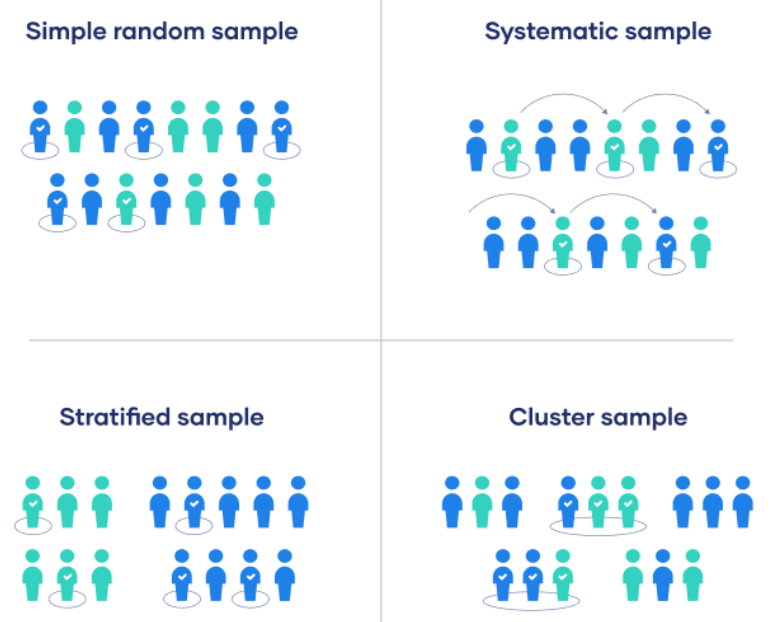 Simple random sample
Systematic sample
Stratified sample
Cluster sample